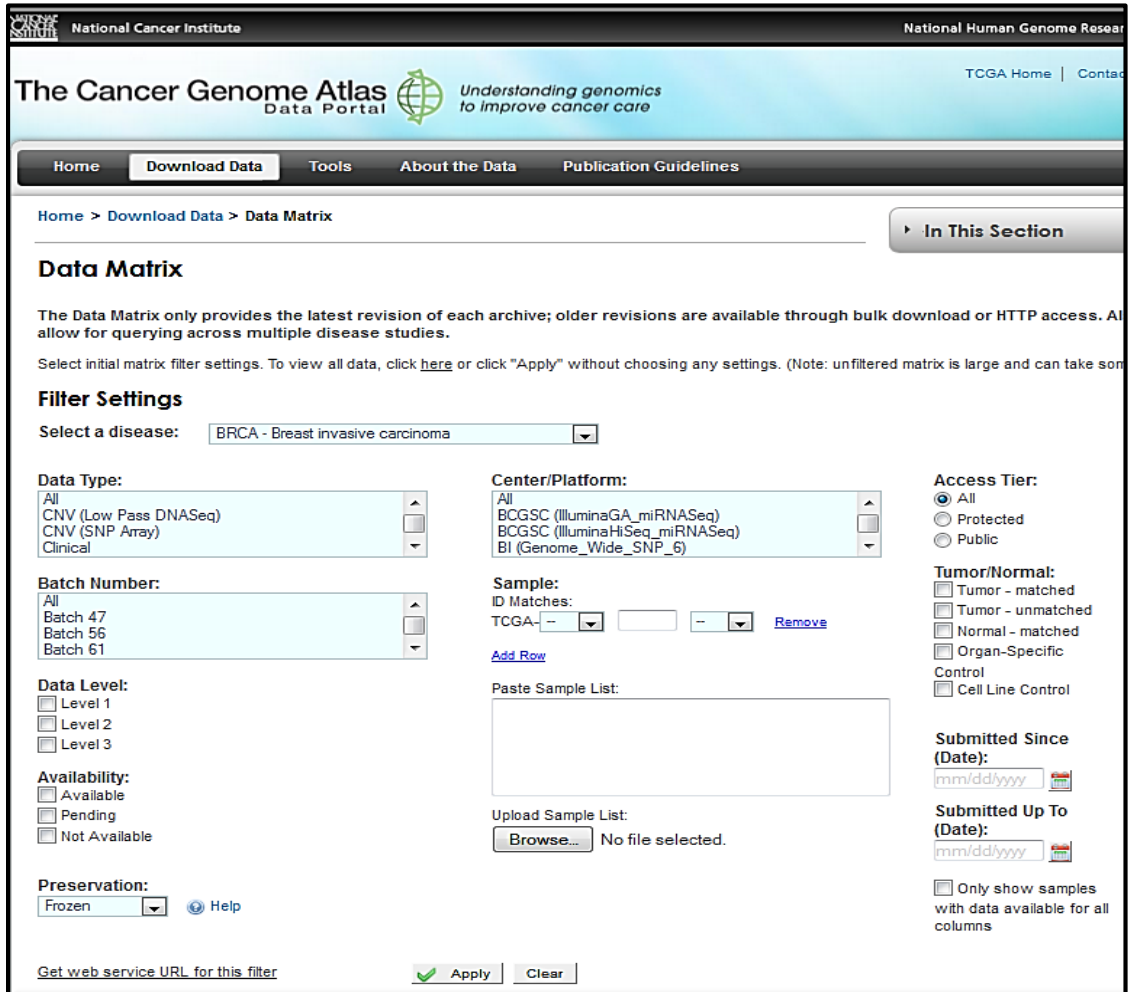 NATIONAL CANCER INSTITUTE
National Cancer Institute
National Human Genome Resear
TCGA Home | Contac
The Cancer Genome Atlas
Data Portal
Understanding genomics
to improve cancer care
Home
Download Data
Tools
About the Data
Publication Guidelines
Home > Download Data > Data Matrix
In This Section
Data Matrix
The Data Matrix only provides the latest revision of each archive; older revisions are available through bulk download or HTTP access. Al
allow for querying across multiple disease studies.
Select initial matrix filter settings. To view all data, click here or click "Apply" without choosing any settings. (Note: unfiltered matrix is large and can take som
Filter Settings
Select a disease:
BRCA - Breast invasive carcinoma
Data Type:
All
CNV (Low Pass DNASeq)
CNV (SNP Array)
Clinical
Center/Platform:
All
BCGSC (IlluminaGA_miRNASeq)
BCGSC (IlluminaHiSeq_miRNASeq)
BI (Genome_Wide_SNP_6)
Access Tier:
All
Protected
Public
Batch Number:
All
Batch 47
Batch 56
Batch 61
Sample:
ID Matches:
TCGA- -- -- Remove
Add Row
Tumor/Normal:
Tumor - matched
Tumor - unmatched
Normal - matched
Organ-Specific
Control
Cell Line Control
Data Level:
Level 1
Level 2
Level 3
Paste Sample List:
Submitted Since
(Date):
mm/dd/yyyy
Availability:
Available
Pending
Not Available
Upload Sample List:
Browse... No file selected.
Submitted Up To
(Date):
mm/dd/yyyy
Preservation:
Frozen
Help
Only show samples
with data available for all
columns
Get web service URL for this filter
Apply
Clear